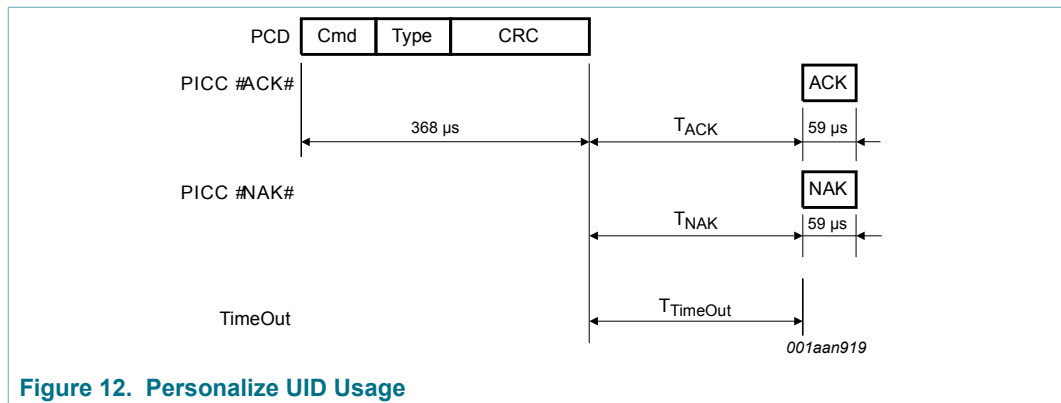 PCD Cmd Type CRC
PICC #ACK# ACK
368 µs TACK 59 µs
PICC #NAK# NAK
TNAK 59 µs
TimeOut TTimeOut
001aan919
Figure 12. Personalize UID Usage